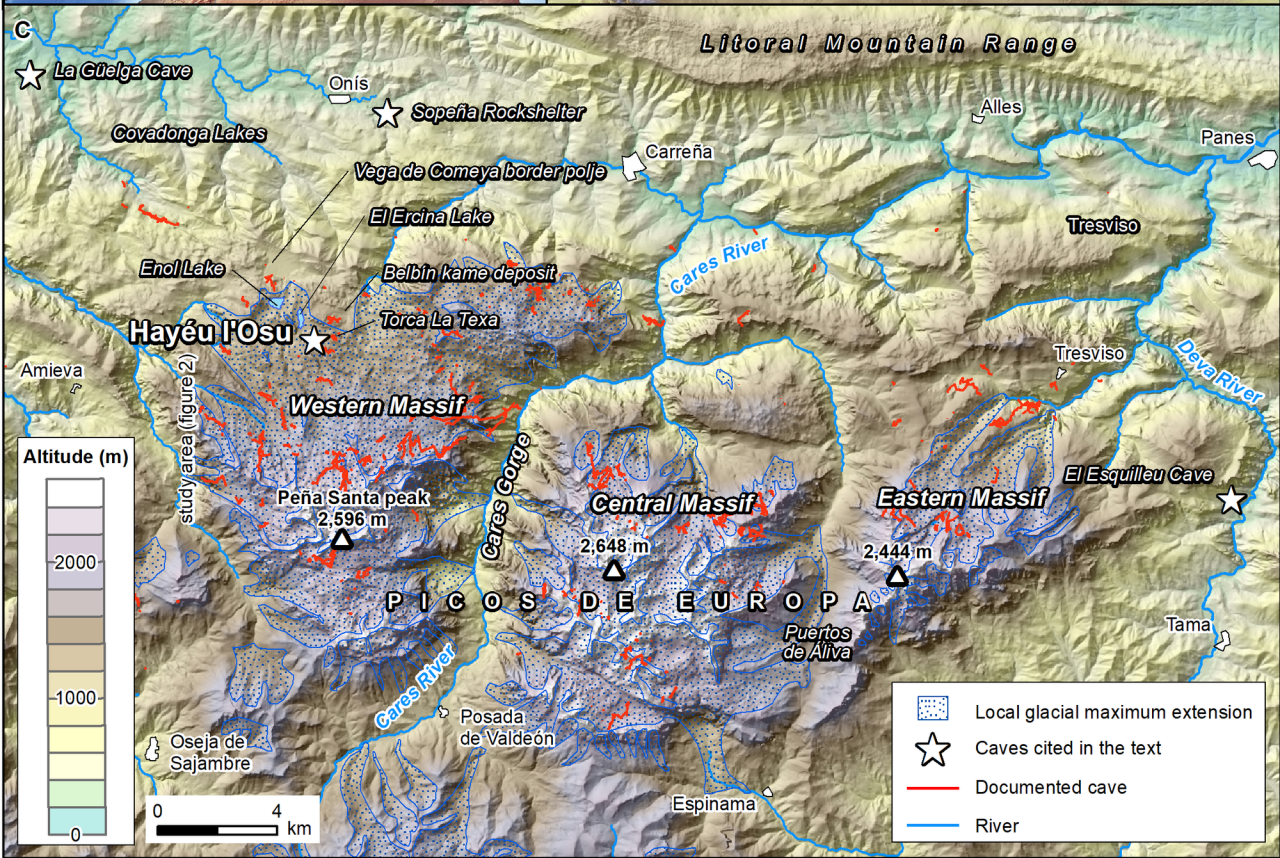 C
Litoral Mountain Range
La Güelga Cave
Onís
Sopeña Rockshelter
Alles
Covadonga Lakes
Panes
Carreña
Vega de Comeya border polje
El Ercina Lake
Tresviso
Cares River
Enol Lake
Belbín kame deposit
Torca La Texa
Hayéu l'Osu
Amieva
study area (figure 2)
Tresviso
Deva River
Western Massif
Cares Gorge
El Esquilleu Cave
Peña Santa peak
2,596 m
Central Massif
Eastern Massif
2,648 m
2,444 m
PICOS DE EUROPA
Puertos
de Áliva
Tama
Cares River
Posada
de Valdeón
Oseja de
Sajambre
Espinama
Altitude (m)
2000
1000
0
0 4
km
Local glacial maximum extension
Caves cited in the text
Documented cave
River